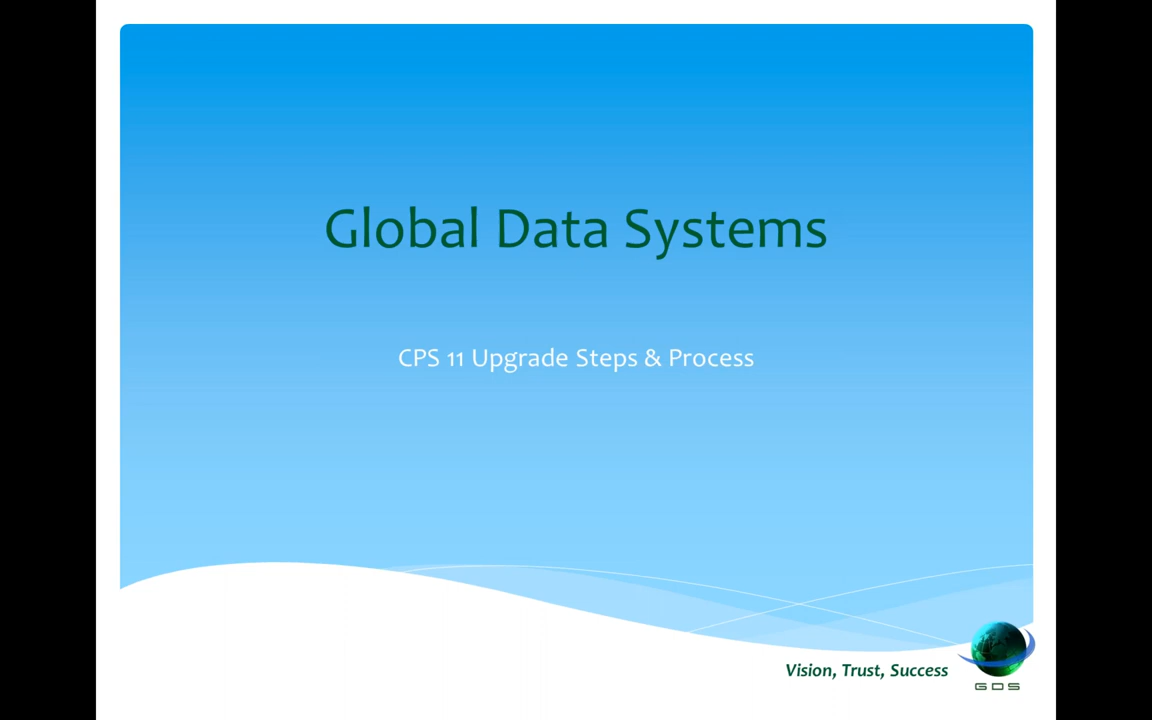 Global Data Systems
CPS 11 Upgrade Steps & Process
Vision, Trust, Success
GDS